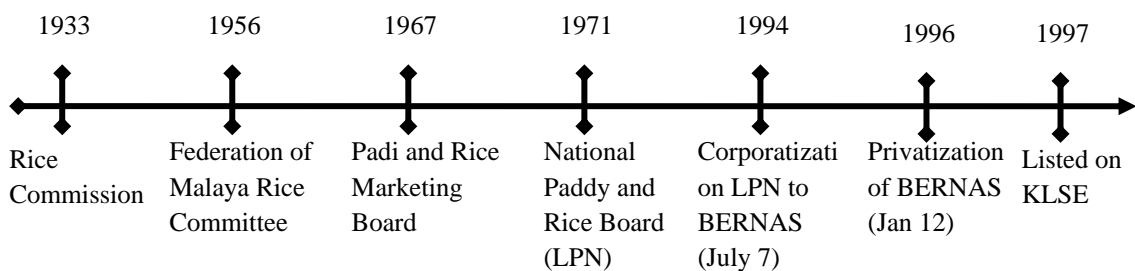 1933
1956
1967
1971
1994
1996
1997
Rice
Commission
Federation of
Malaya Rice
Committee
Padi and Rice
Marketing
Board
National
Paddy and
Rice Board
(LPN)
Corporatizati
on LPN to
BERNAS
(July 7)
Privatization
of BERNAS
(Jan 12)
Listed on
KLSE